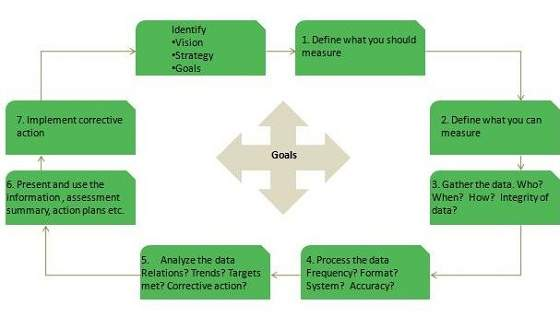 Identify
•Vision
•Strategy
•Goals
1. Define what you should
measure
2. Define what you can
measure
3. Gather the data. Who?
When? How? Integrity of
data?
4. Process the data
Frequency? Format?
System? Accuracy?
5. Analyze the data
Relations? Trends? Targets
met? Corrective action?
6. Present and use the
information , assessment
summary, action plans etc.
7. Implement corrective
action
Goals